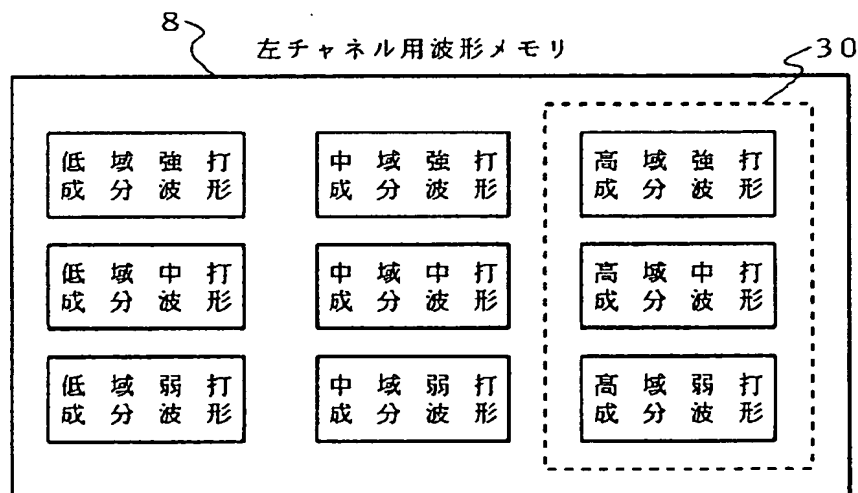 8
左チャネル用波形メモリ
30
低域強打
成分波形
中域強打
成分波形
高域強打
成分波形
低域中打
成分波形
中域中打
成分波形
高域中打
成分波形
低域弱打
成分波形
中域弱打
成分波形
高域弱打
成分波形